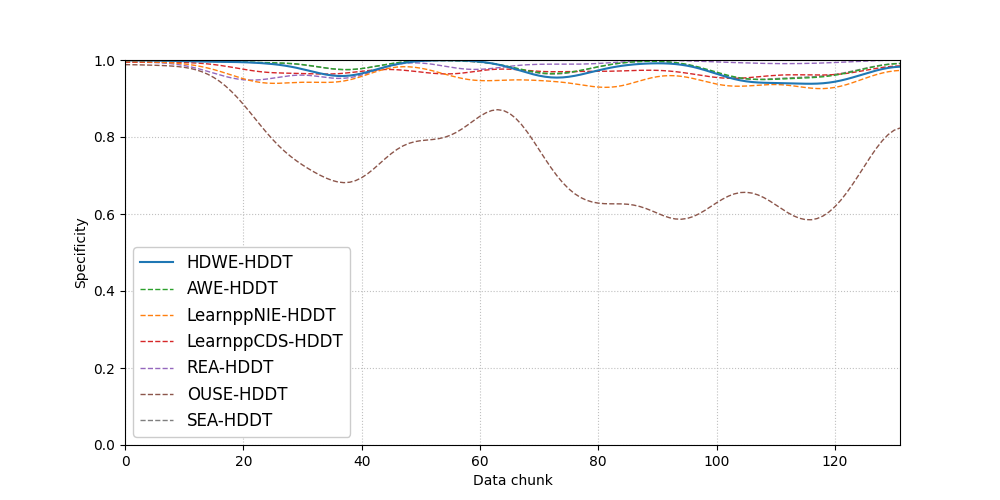 1.0
0.8
0.6
0.4
0.2
0.0
Specificity
HDWE-HDDT
AWE-HDDT
LearnppNIE-HDDT
LearnppCDS-HDDT
REA-HDDT
OUSE-HDDT
SEA-HDDT
0 20 40 60 80 100 120
Data chunk